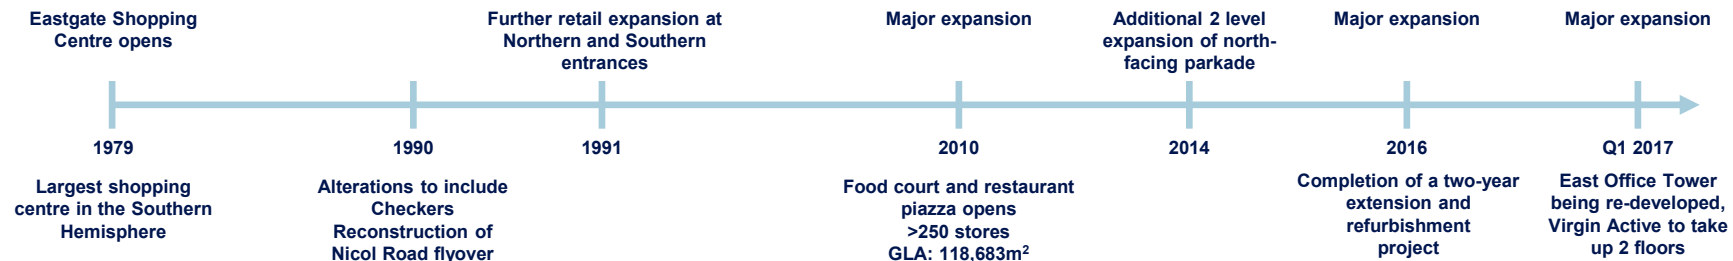 Eastgate Shopping
Centre opens
Further retail expansion at
Northern and Southern
entrances
Major expansion
Additional 2 level
expansion of north-
facing parkade
Major expansion
Major expansion
1979
1990
1991
2010
2014
2016
Q1 2017
Largest shopping
centre in the Southern
Hemisphere
Alterations to include
Checkers
Reconstruction of
Nicol Road flyover
Food court and restaurant
piazza opens
>250 stores
GLA: 118,683m²
Completion of a two-year
extension and
refurbishment
project
East Office Tower
being re-developed,
Virgin Active to take
up 2 floors